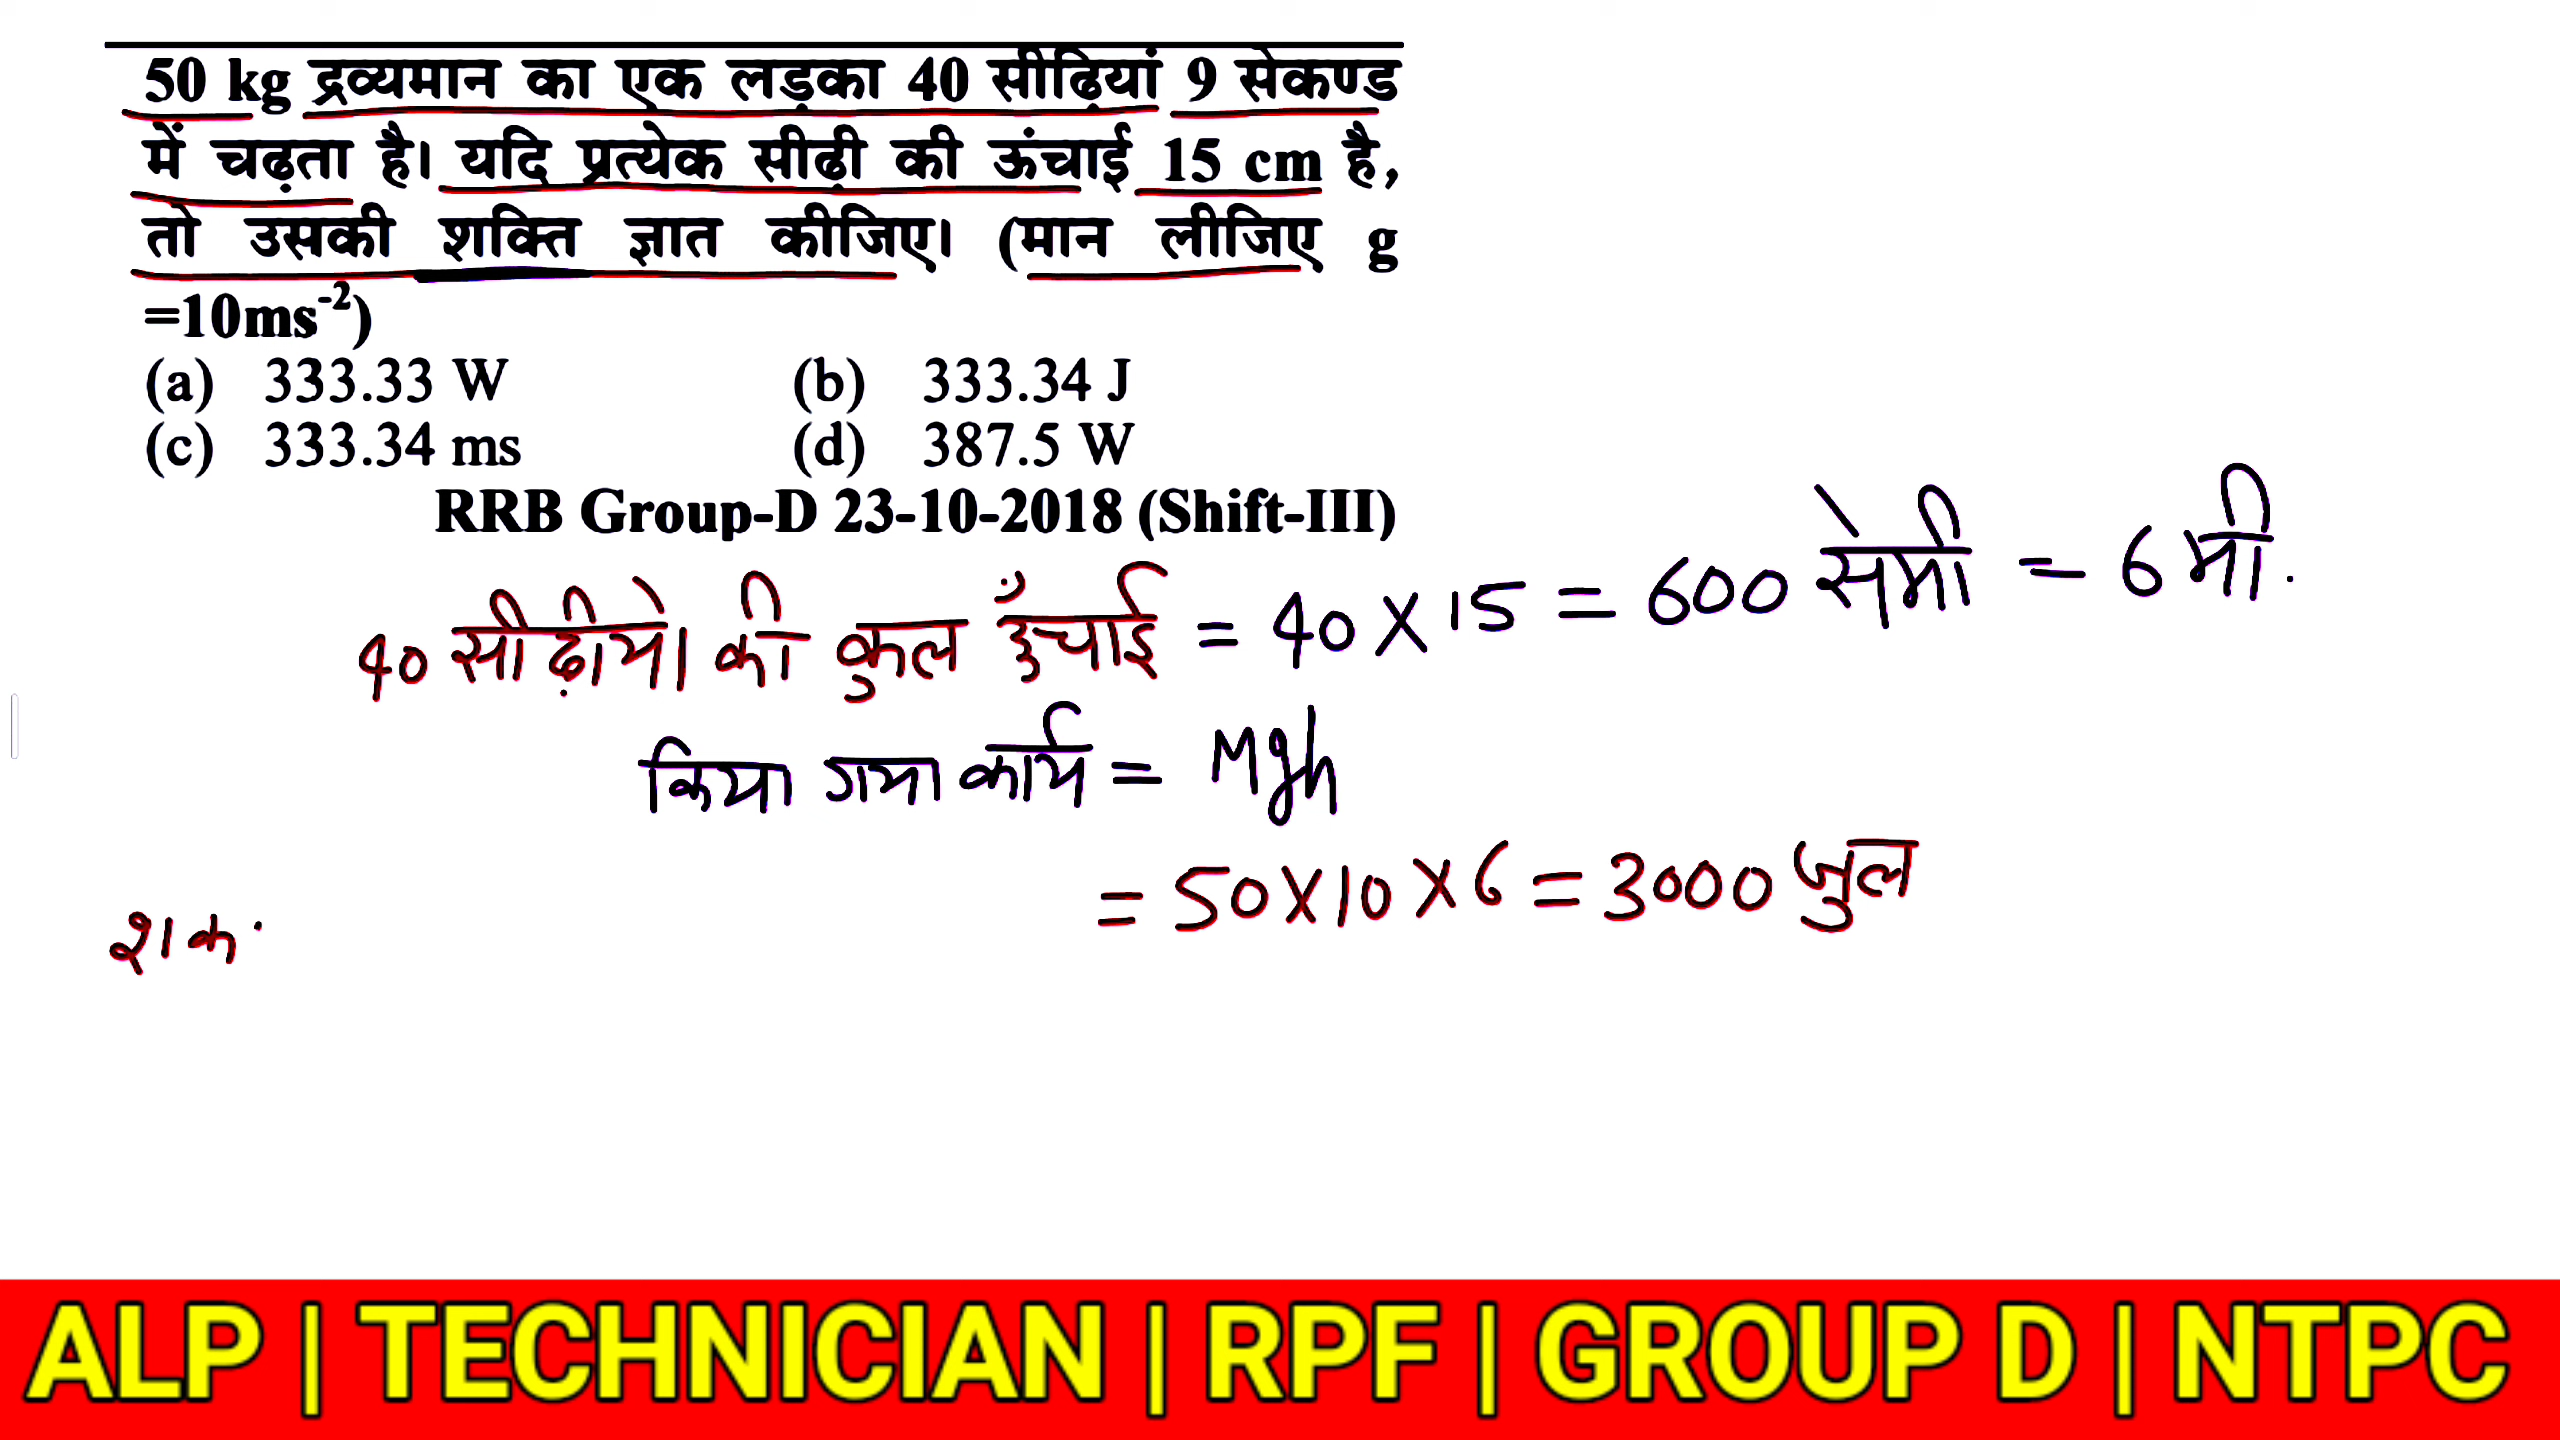 50 kg द्रव्यमान का एक लड़का 40 सीढ़ियां 9 सेकण्ड
में चढ़ता है। यदि प्रत्येक सीढ़ी की ऊंचाई 15 cm है,
तो उसकी शक्ति ज्ञात कीजिए। (मान लीजिए g
=10ms⁻²)
(a) 333.33 W (b) 333.34 J
(c) 333.34 ms (d) 387.5 W
RRB Group-D 23-10-2018 (Shift-III)
40 सीढ़ीयो की कुल उँचाई = 40 × 15 = 600 सेमी = 6 मी.
किया गया कार्य = Mgh
= 50 × 10 × 6 = 3000 जुल
शक
ALP | TECHNICIAN | RPF | GROUP D | NTPC